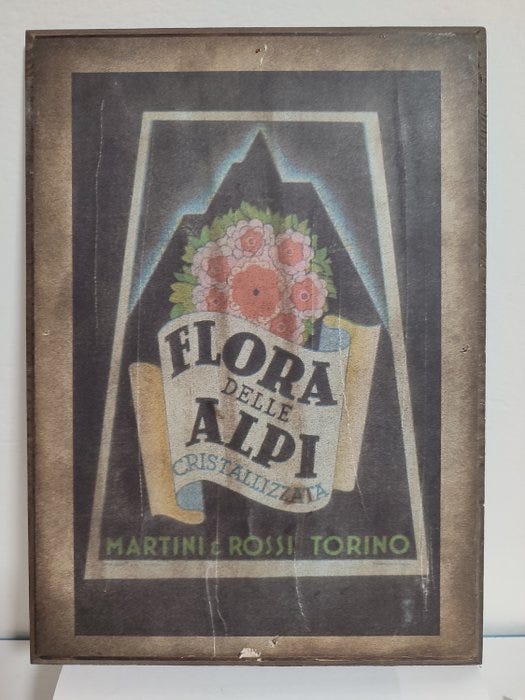 FLORA
DELLE
ALPI
CRISTALLIZZATA
MARTINI e ROSSI TORINO